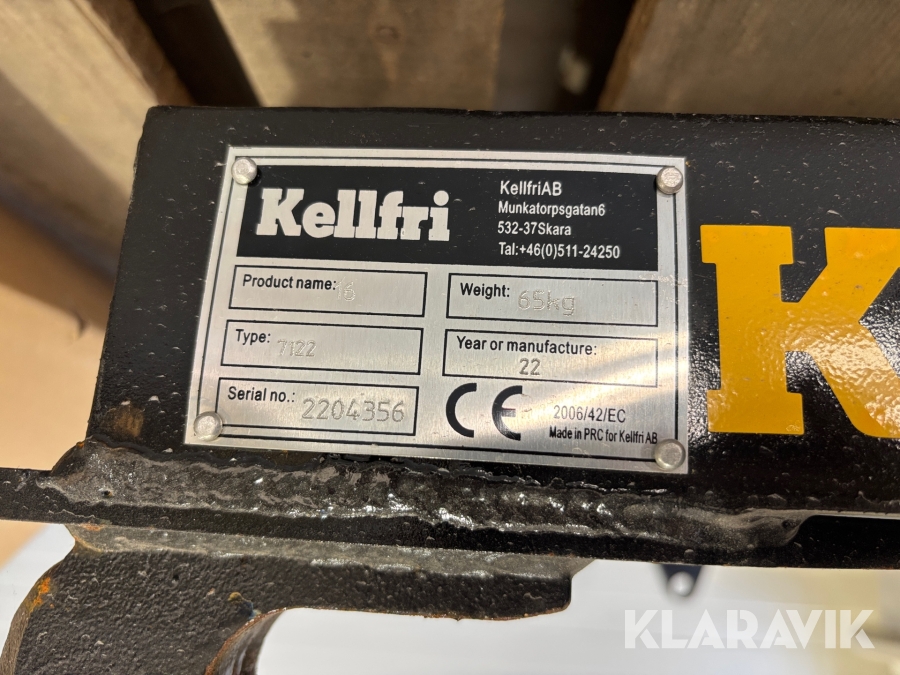 Kellfri
KellfriAB
Munkatorpsgatan6
532-37Skara
Tal:+46(0)511-24250
Product name: 16
Weight: 65kg
Type: 7122
Year or manufacture: 22
Serial no.: 2204356
CE
2006/42/EC
Made in PRC for Kellfri AB
K
KLARAVIK